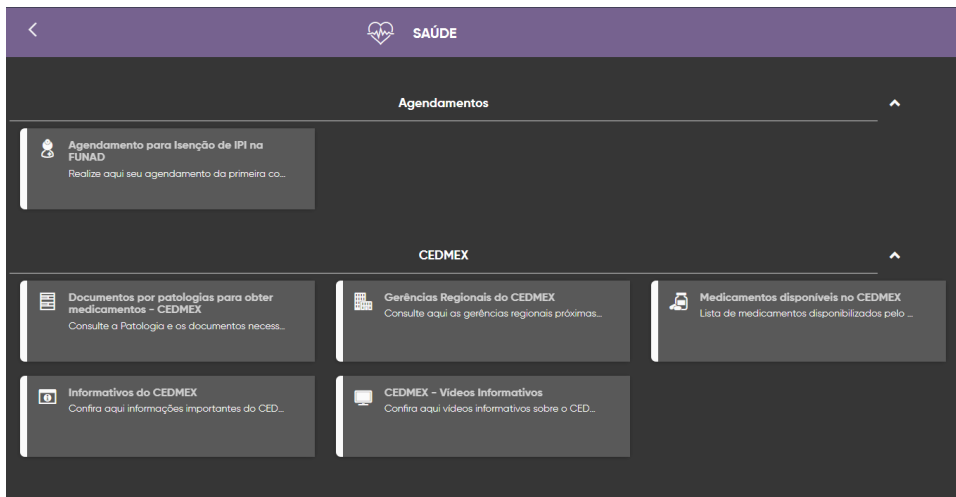 SAÚDE
Agendamentos
Agendamento para Isenção de IPI na
FUNAD
Realize aqui seu agendamento da primeira co...
CEDMEX
Documentos por patologias para obter
medicamentos - CEDMEX
Consulte a Patologia e os documentos necess...
Gerências Regionais do CEDMEX
Consulte aqui as gerências regionais próximas...
Medicamentos disponíveis no CEDMEX
Lista de medicamentos disponibilizados pelo ...
Informativos do CEDMEX
Confira aqui informações importantes do CED...
CEDMEX - Vídeos Informativos
Confira aqui vídeos informativos sobre o CED...